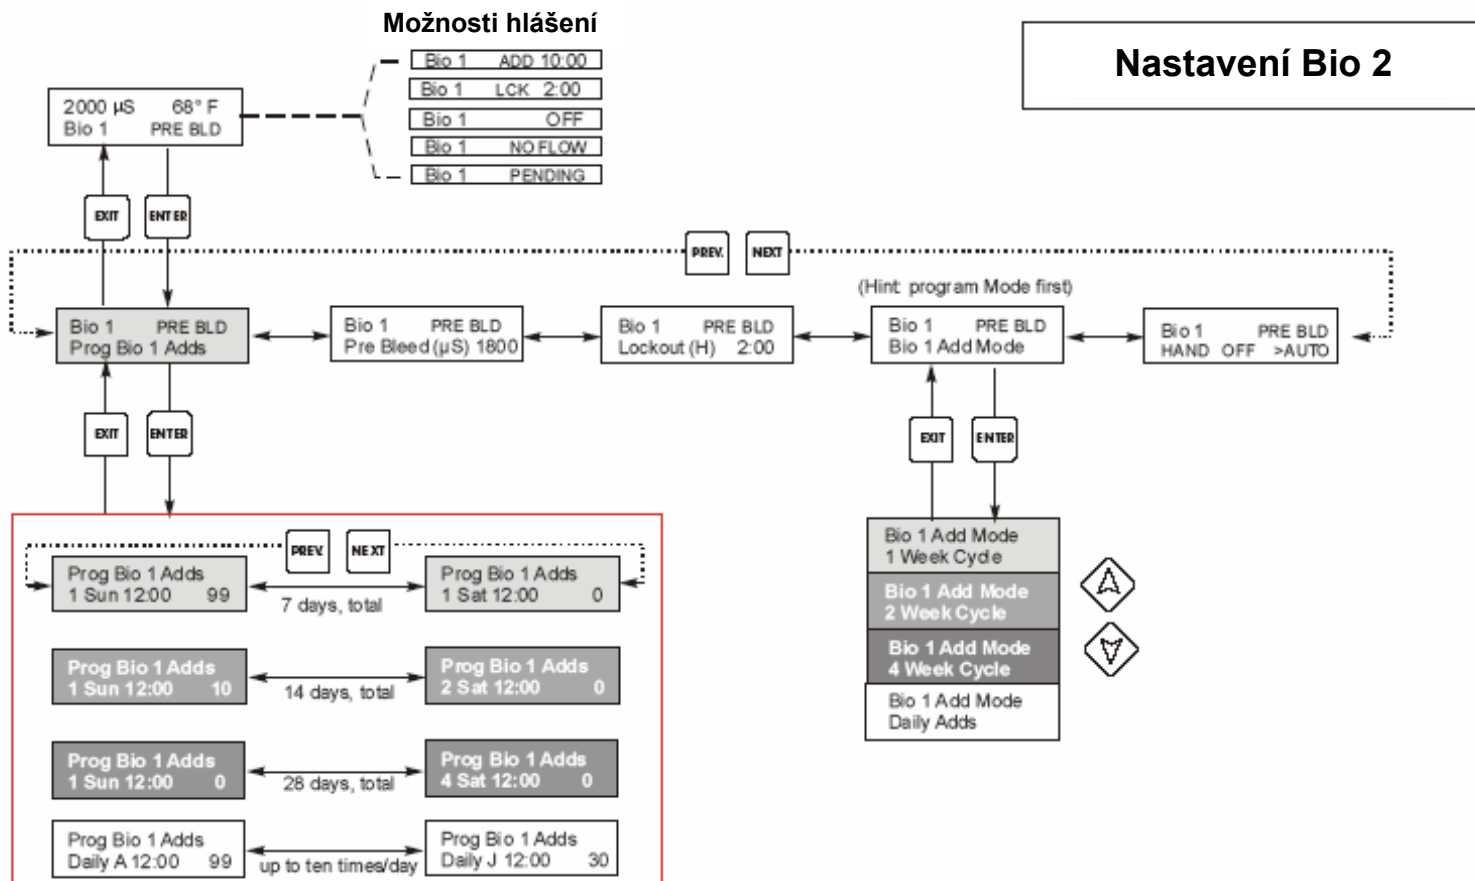 Možnosti hlášení
Nastavení Bio 2
Bio 1 ADD 10:00
Bio 1 LCK 2:00
Bio 1 OFF
Bio 1 NO FLOW
Bio 1 PENDING
2000 µS 68° F
Bio 1 PRE BLD
EXIT
ENTER
PREV.
NEXT
(Hint program Mode first)
Bio 1 PRE BLD
Prog Bio 1 Adds
Bio 1 PRE BLD
Pre Bleed (µS) 1800
Bio 1 PRE BLD
Lockout (H) 2:00
Bio 1 PRE BLD
Bio 1 Add Mode
Bio 1 PRE BLD
HAND OFF >AUTO
EXIT
ENTER
EXIT
ENTER
PREV.
NEXT
Prog Bio 1 Adds
1 Sun 12:00 99
7 days, total
Prog Bio 1 Adds
1 Sat 12:00 0
Prog Bio 1 Adds
1 Sun 12:00 10
14 days, total
Prog Bio 1 Adds
2 Sat 12:00 0
Prog Bio 1 Adds
1 Sun 12:00 0
28 days, total
Prog Bio 1 Adds
4 Sat 12:00 0
Prog Bio 1 Adds
Daily A 12:00 99
up to ten times/day
Prog Bio 1 Adds
Daily J 12:00 30
Bio 1 Add Mode
1 Week Cycle
Bio 1 Add Mode
2 Week Cycle
Bio 1 Add Mode
4 Week Cycle
Bio 1 Add Mode
Daily Adds